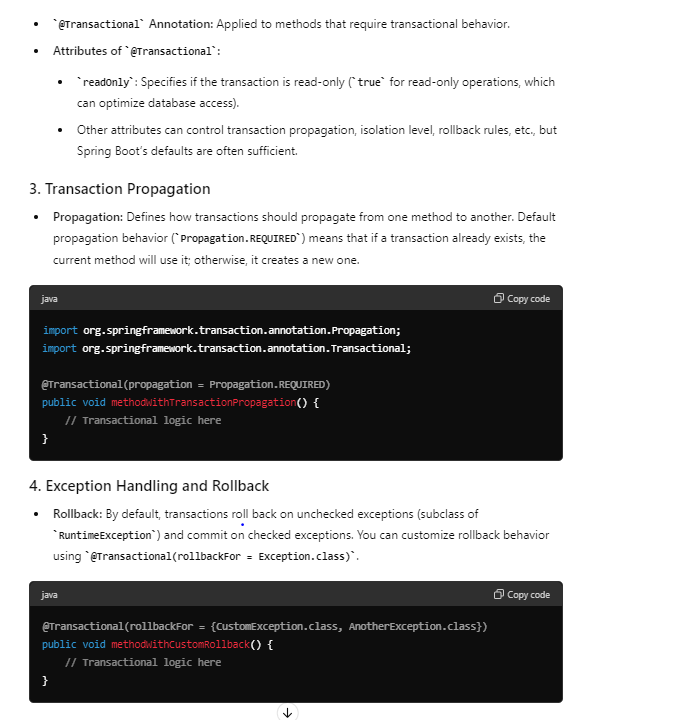 • `@Transactional` Annotation: Applied to methods that require transactional behavior.
• Attributes of `@Transactional`:
• `readOnly`: Specifies if the transaction is read-only (`true` for read-only operations, which
can optimize database access).
• Other attributes can control transaction propagation, isolation level, rollback rules, etc., but
Spring Boot's defaults are often sufficient.
3. Transaction Propagation
• Propagation: Defines how transactions should propagate from one method to another. Default
propagation behavior (`Propagation.REQUIRED`) means that if a transaction already exists, the
current method will use it; otherwise, it creates a new one.
java Copy code
import org.springframework.transaction.annotation.Propagation;
import org.springframework.transaction.annotation.Transactional;
@Transactional(propagation = Propagation.REQUIRED)
public void methodWithTransactionPropagation() {
// Transactional logic here
}
4. Exception Handling and Rollback
• Rollback: By default, transactions roll back on unchecked exceptions (subclass of
`RuntimeException`) and commit on checked exceptions. You can customize rollback behavior
using `@Transactional(rollbackFor = Exception.class)`.
java Copy code
@Transactional(rollbackFor = {CustomException.class, AnotherException.class})
public void methodWithCustomRollback() {
// Transactional logic here
}